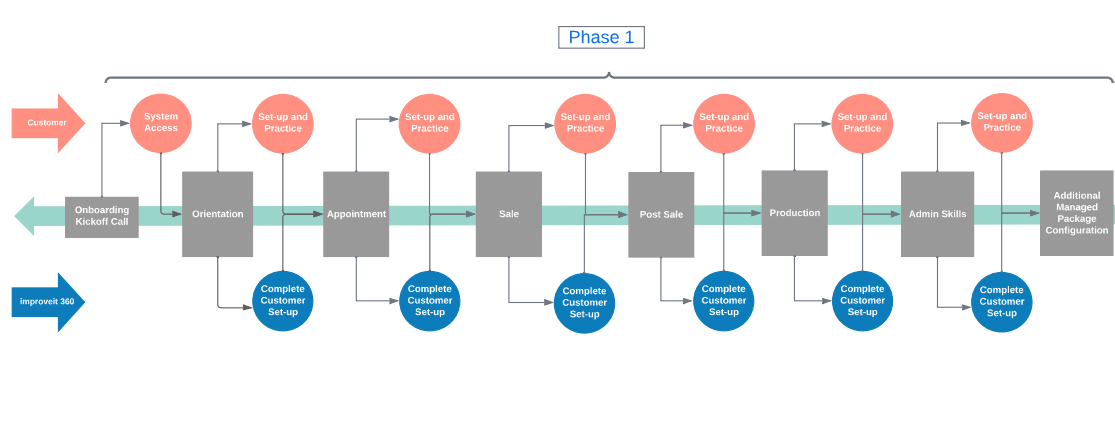 Phase 1
Customer
System
Access
Set-up and
Practice
Set-up and
Practice
Set-up and
Practice
Set-up and
Practice
Set-up and
Practice
Set-up and
Practice
Onboarding
Kickoff Call
Orientation
Appointment
Sale
Post Sale
Production
Admin Skills
Additional
Managed
Package
Configuration
improveit 360
Complete
Customer
Set-up
Complete
Customer
Set-up
Complete
Customer
Set-up
Complete
Customer
Set-up
Complete
Customer
Set-up
Complete
Customer
Set-up